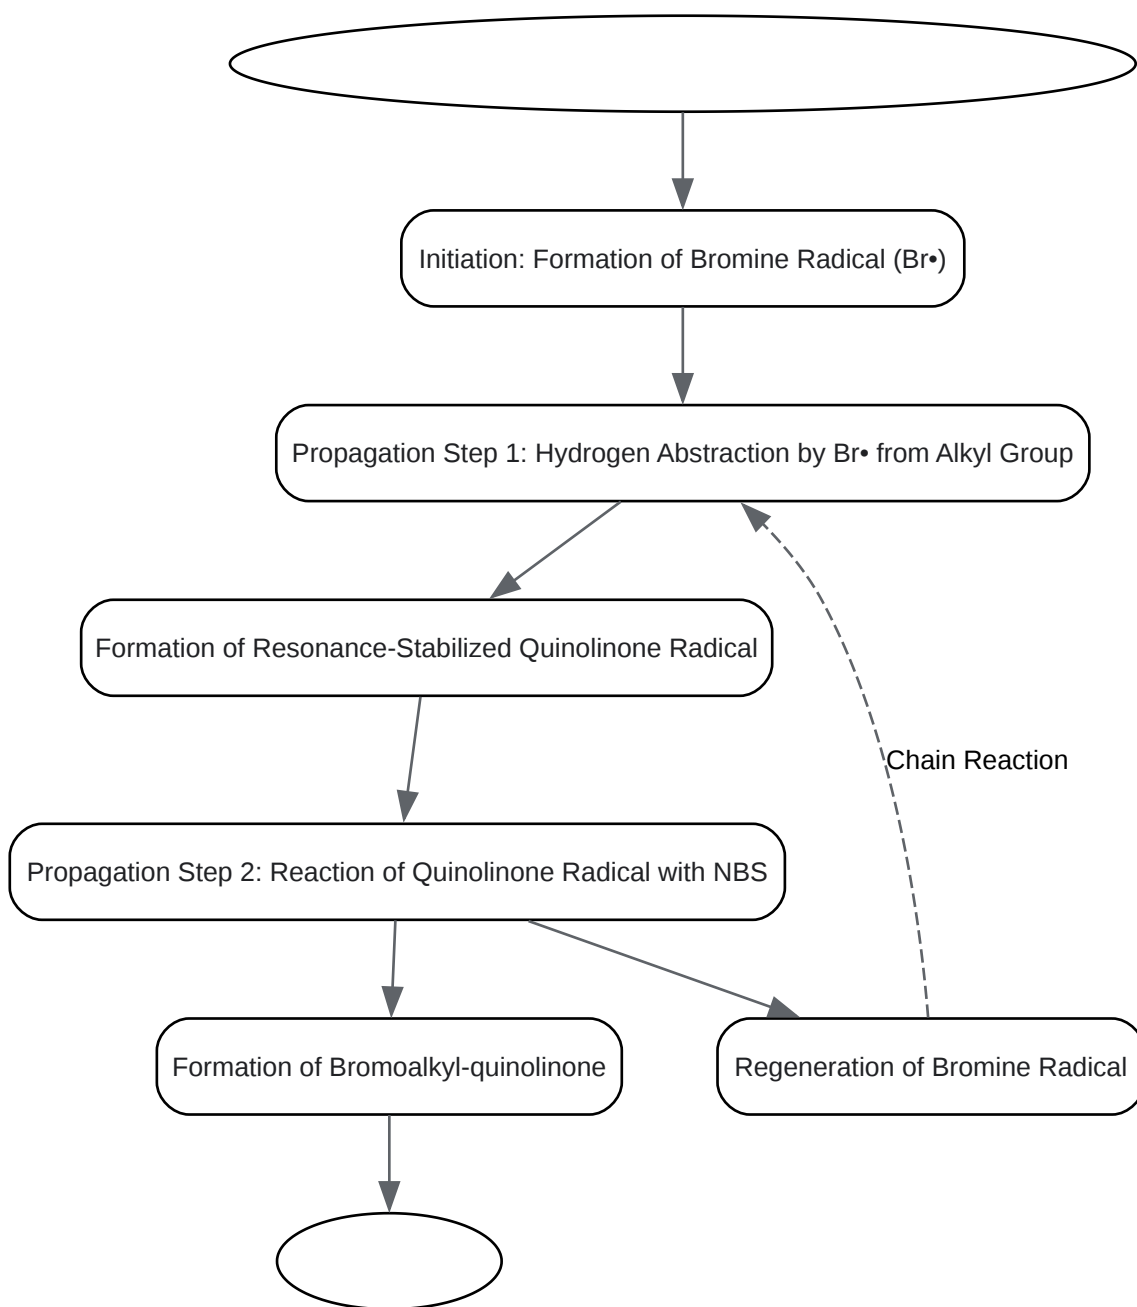 Initiation: Formation of Bromine Radical (Br•)
Propagation Step 1: Hydrogen Abstraction by Br• from Alkyl Group
Formation of Resonance-Stabilized Quinolinone Radical
Chain Reaction
Propagation Step 2: Reaction of Quinolinone Radical with NBS
Formation of Bromoalkyl-quinolinone
Regeneration of Bromine Radical